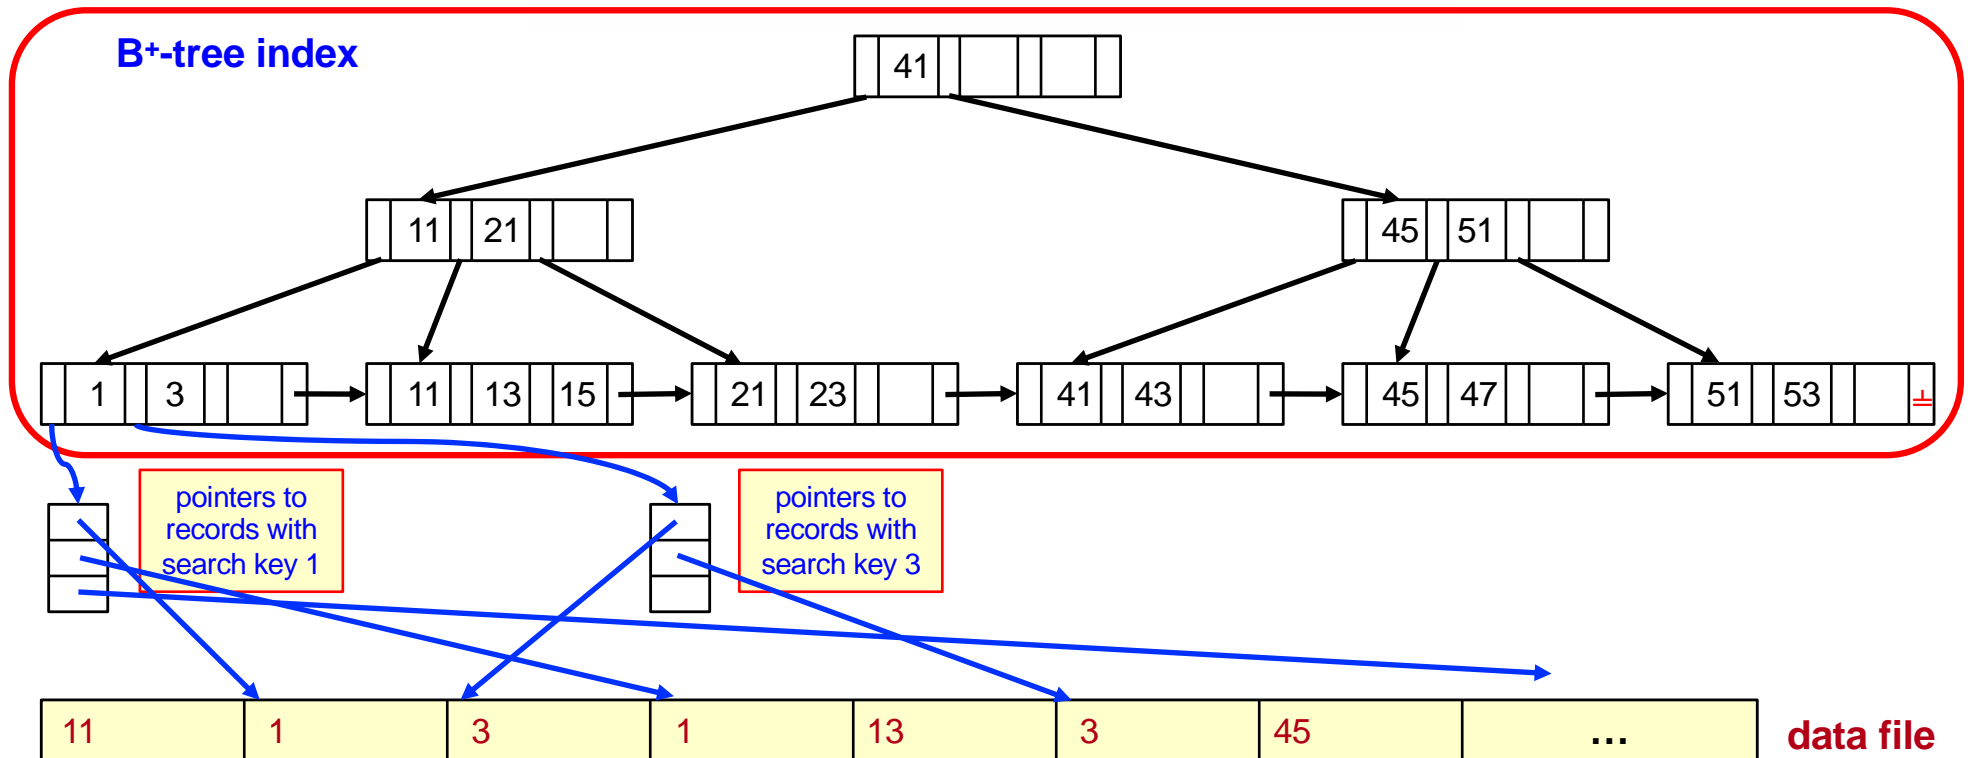 B+-tree index
41
11 21
45 51
1 3
11 13 15
21 23
41 43
45 47
51 53
pointers to
records with
search key 1
pointers to
records with
search key 3
11 1 3 1 13 3 45 ...
data file